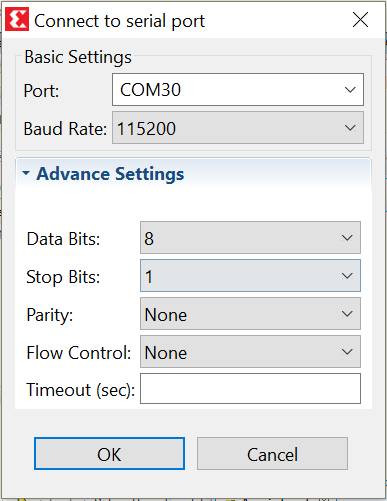 Connect to serial port
Basic Settings
Port: COM30
Baud Rate: 115200
Advance Settings
Data Bits: 8
Stop Bits: 1
Parity: None
Flow Control: None
Timeout (sec):
OK Cancel